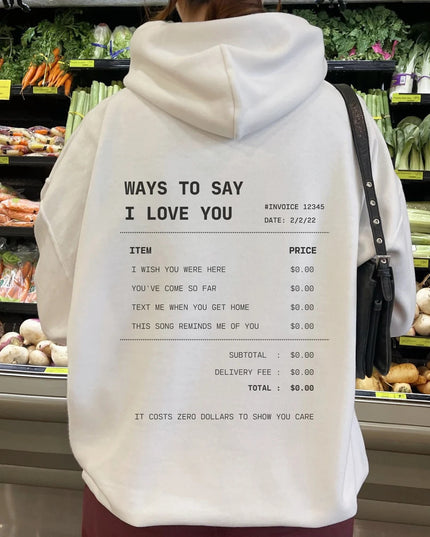 WAYS TO SAY
I LOVE YOU
#INVOICE 12345
DATE: 2/2/22
ITEM PRICE
I WISH YOU WERE HERE $0.00
YOU'VE COME SO FAR $0.00
TEXT ME WHEN YOU GET HOME $0.00
THIS SONG REMINDS ME OF YOU $0.00
SUBTOTAL : $0.00
DELIVERY FEE : $0.00
TOTAL : $0.00
IT COSTS ZERO DOLLARS TO SHOW YOU CARE